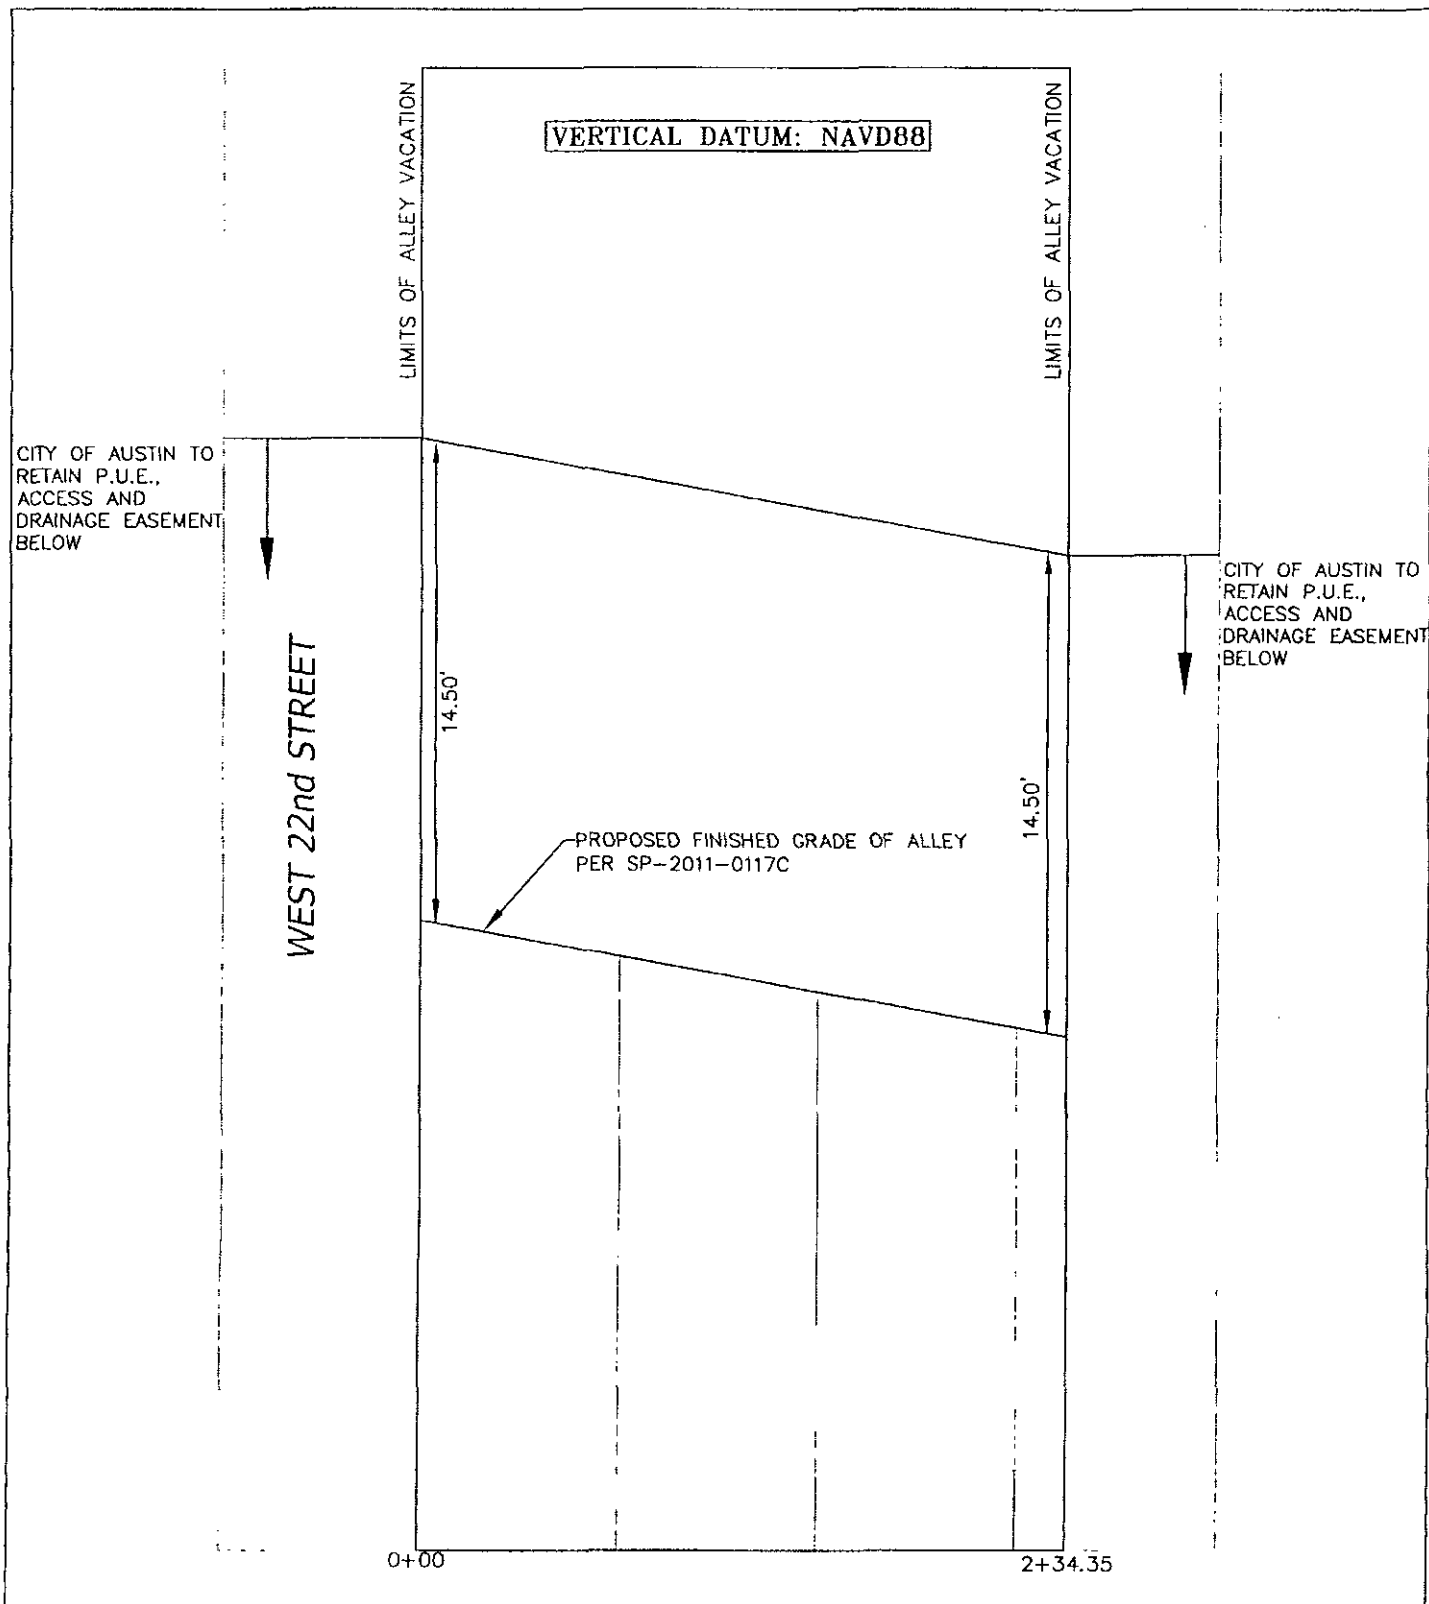 LIMITS OF ALLEY VACATION
VERTICAL DATUM: NAVD88
LIMITS OF ALLEY VACATION
CITY OF AUSTIN TO
RETAIN P.U.E.,
ACCESS AND
DRAINAGE EASEMENT
BELOW
CITY OF AUSTIN TO
RETAIN P.U.E.,
ACCESS AND
DRAINAGE EASEMENT
BELOW
WEST 22nd STREET
14.50'
14.50'
PROPOSED FINISHED GRADE OF ALLEY
PER SP-2011-0117C
0+00
2+34.35